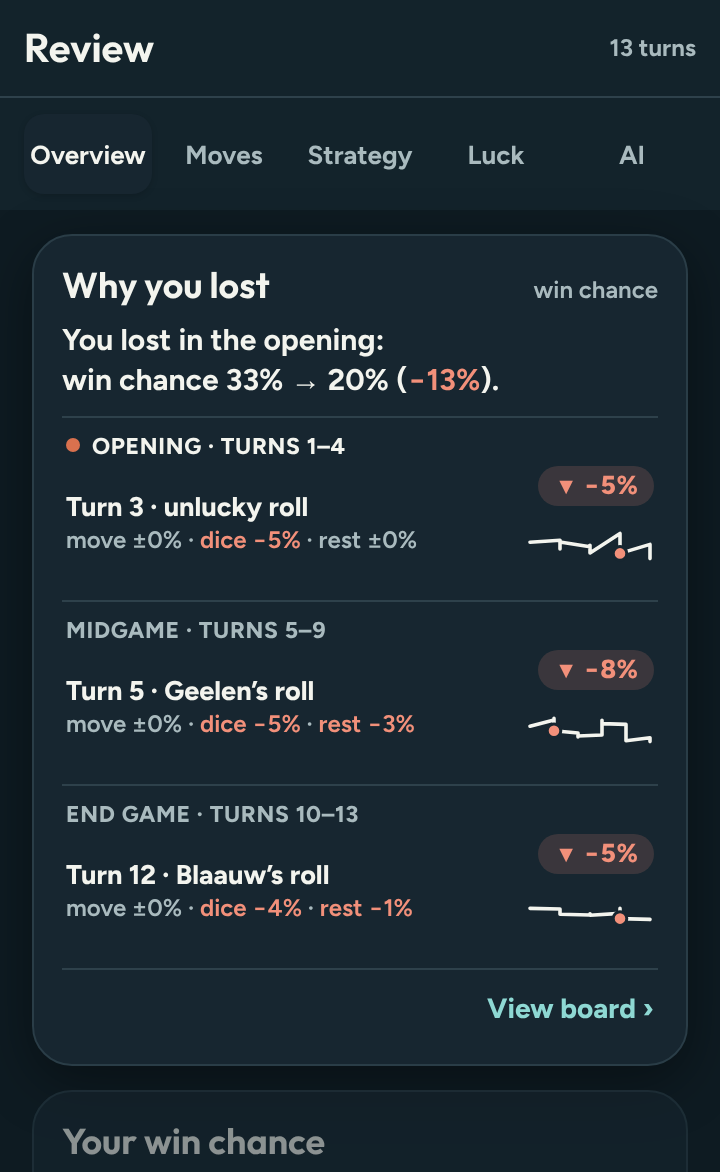 Review
13 turns
Overview
Moves
Strategy
Luck
AI
Why you lost
win chance
You lost in the opening:
win chance 33% → 20% (−13%).
OPENING · TURNS 1–4
▼ −5%
Turn 3 · unlucky roll
move ±0% · dice −5% · rest ±0%
MIDGAME · TURNS 5–9
▼ −8%
Turn 5 · Geelen’s roll
move ±0% · dice −5% · rest −3%
END GAME · TURNS 10–13
▼ −5%
Turn 12 · Blaauw’s roll
move ±0% · dice −4% · rest −1%
View board ›
Your win chance